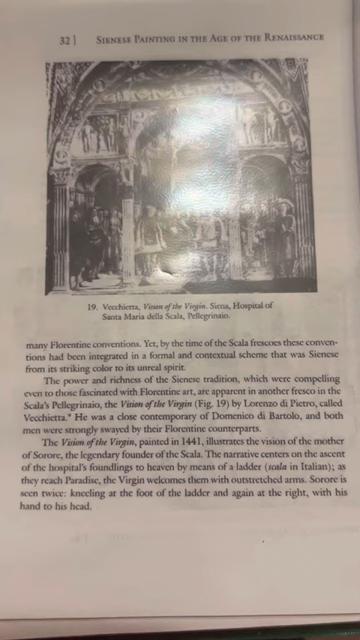 32 | SIENESE PAINTING IN THE AGE OF THE RENAISSANCE
19. Vecchietta, Vision of the Virgin. Siena, Hospital of
Santa Maria della Scala, Pellegrinaio.
many Florentine conventions. Yet, by the time of the Scala frescoes these conven-
tions had been integrated in a formal and contextual scheme that was Sienese
from its striking color to its unreal spirit.
The power and richness of the Sienese tradition, which were compelling
even to those fascinated with Florentine art, are apparent in another fresco in the
Scala's Pellegrinaio, the Vision of the Virgin (Fig. 19) by Lorenzo di Pietro, called
Vecchietta. He was a close contemporary of Domenico di Bartolo, and both
men were strongly swayed by their Florentine counterparts.
The Vision of the Virgin, painted in 1441, illustrates the vision of the mother
of Sorore, the legendary founder of the Scala. The narrative centers on the ascent
of the hospital's foundlings to heaven by means of a ladder (scala in Italian); as
they reach Paradise, the Virgin welcomes them with outstretched arms. Sorore is
seen twice: kneeling at the foot of the ladder and again at the right, with his
hand to his head.